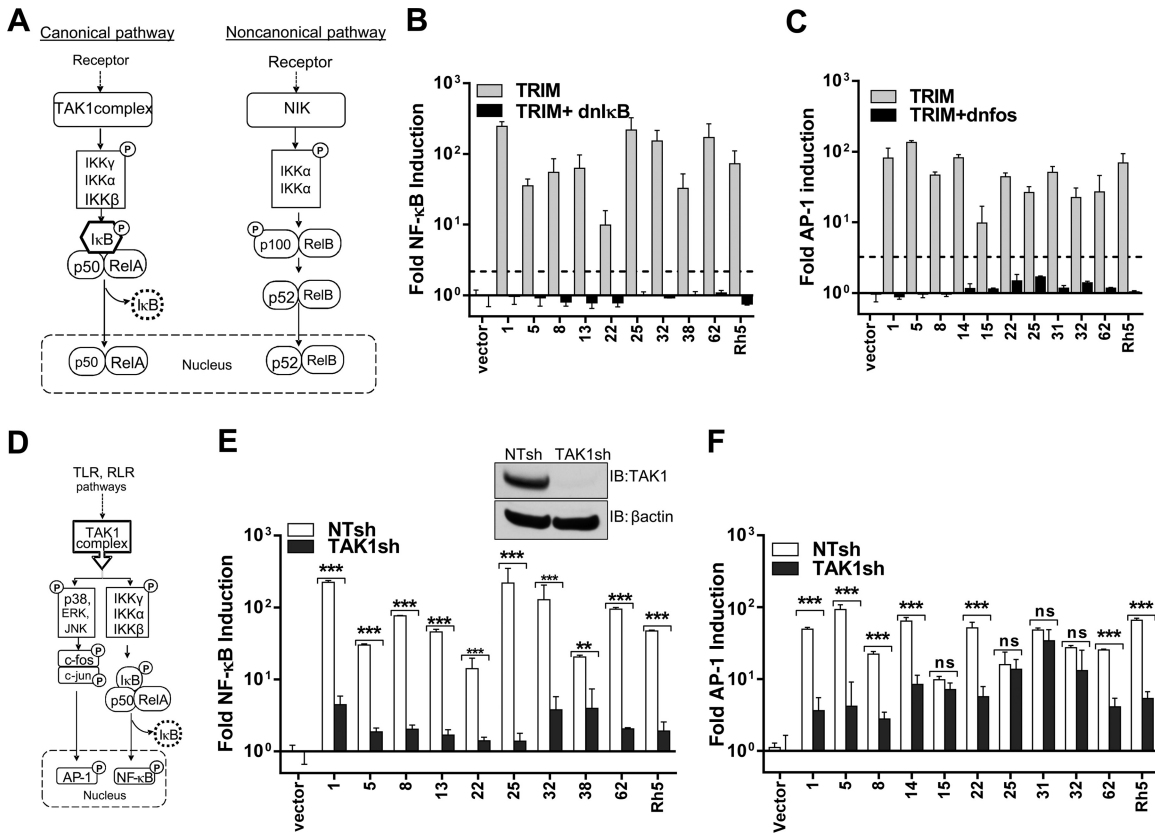 A
Canonical pathway
Noncanonical pathway
Receptor
Receptor
TAK1complex
NIK
P
IKKγ
IKKα
IKKβ
P
IKKα
IKKα
P
IκB
p50
RelA
IκB
P
p100
RelB
p52
RelB
p50
RelA
Nucleus
p52
RelB
B
Fold NF-κB Induction
10³
10²
10¹
10⁰
TRIM
TRIM+ dnIκB
vector
1
5
8
13
22
25
32
38
62
Rh5
C
Fold AP-1 induction
10³
10²
10¹
10⁰
TRIM
TRIM+dnfos
vector
1
5
8
14
15
22
25
31
32
62
Rh5
D
TLR, RLR
pathways
TAK1
complex
P
p38,
ERK,
JNK
P
IKKγ
IKKα
IKKβ
c-fos
P
c-jun
P
P
IκB
p50
RelA
IκB
AP-1
P
NF-κB
P
Nucleus
E
NTsh
TAK1sh
IB:TAK1
IB: βactin
Fold NF-κB Induction
10³
10²
10¹
10⁰
NTsh
TAK1sh
***
***
***
***
***
***
***
**
***
***
vector
1
5
8
13
22
25
32
38
62
Rh5
F
Fold AP-1 Induction
10³
10²
10¹
10⁰
NTsh
TAK1sh
***
***
***
***
ns
***
ns
ns
ns
***
***
Vector
1
5
8
14
15
22
25
31
32
62
Rh5